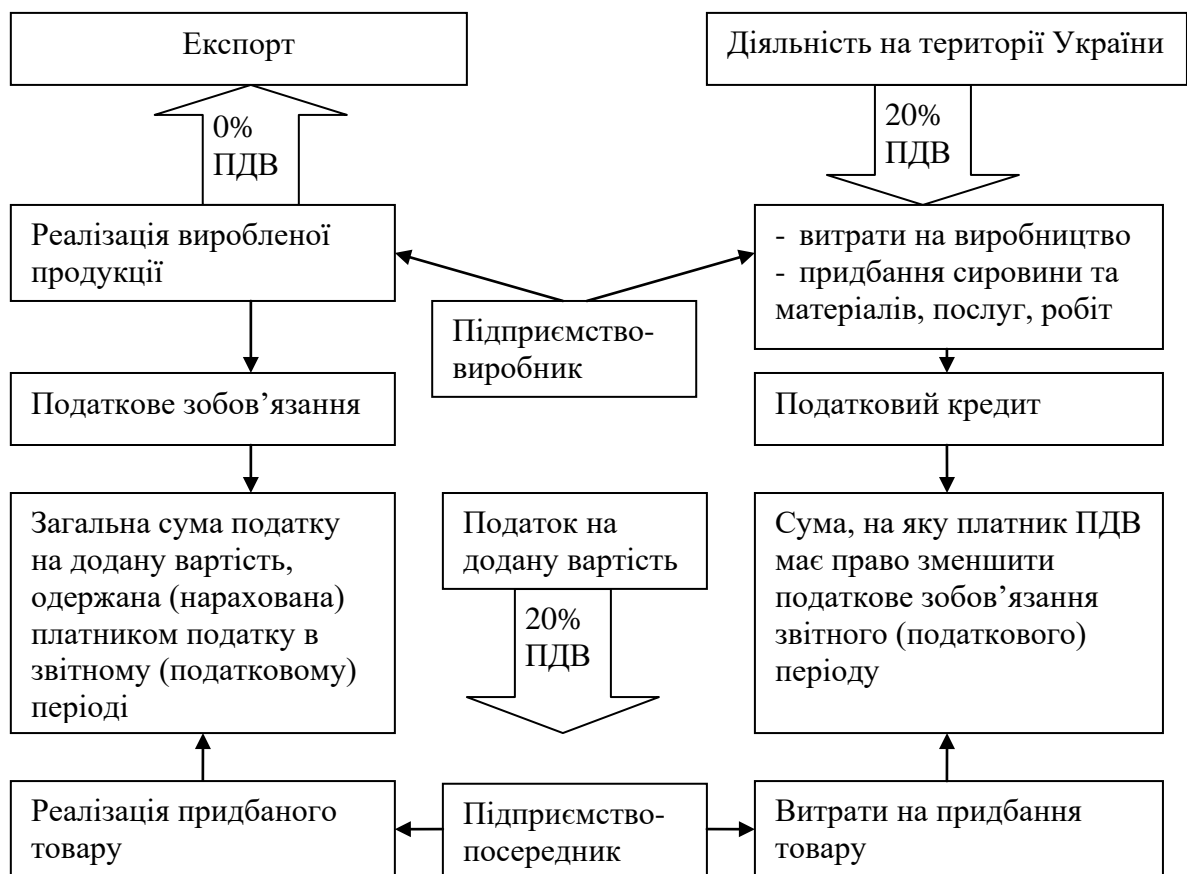 Експорт
Діяльність на території України
0%
ПДВ
20%
ПДВ
Реалізація виробленої
продукції
- витрати на виробництво
- придбання сировини та
матеріалів, послуг, робіт
Підприємство-
виробник
Податкове зобов’язання
Податковий кредит
Загальна сума податку
на додану вартість,
одержана (нарахована)
платником податку в
звітному (податковому)
періоді
Податок на
додану вартість
20%
ПДВ
Сума, на яку платник ПДВ
має право зменшити
податкове зобов’язання
звітного (податкового)
періоду
Реалізація придбаного
товару
Підприємство-
посередник
Витрати на придбання
товару